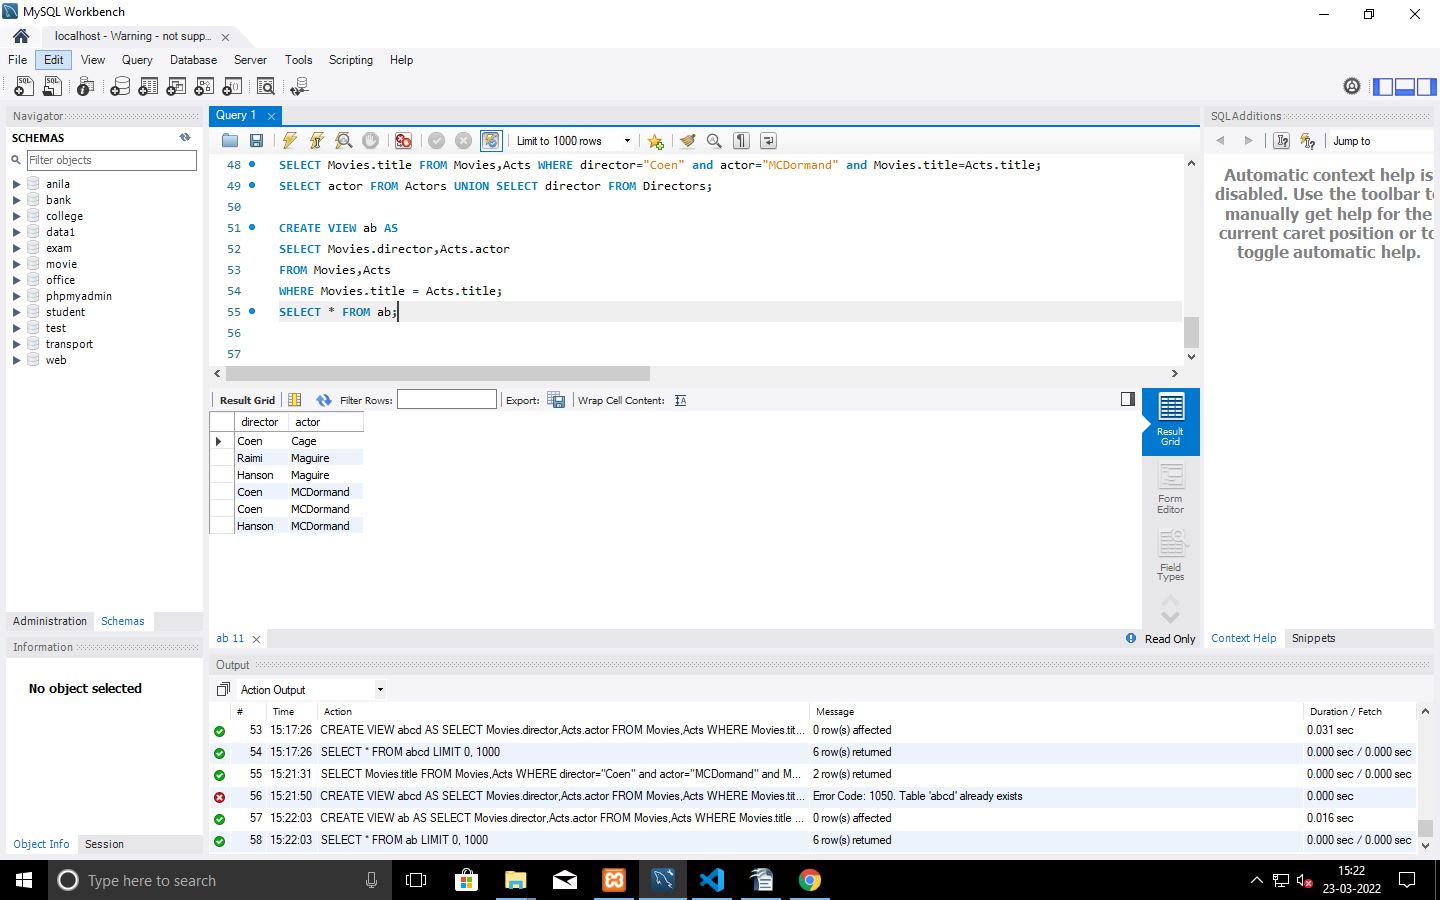 MySQL Workbench
localhost - Warning - not supp...
File Edit View Query Database Server Tools Scripting Help
Navigator
SCHEMAS
Filter objects
anila
bank
college
data1
exam
movie
office
phpmyadmin
student
test
transport
web
Administration Schemas
Information
No object selected
Object Info Session
Query 1
Limit to 1000 rows
48 SELECT Movies.title FROM Movies,Acts WHERE director="Coen" and actor="MCDormand" and Movies.title=Acts.title;
49 SELECT actor FROM Actors UNION SELECT director FROM Directors;
50
51 CREATE VIEW ab AS
52 SELECT Movies.director,Acts.actor
53 FROM Movies,Acts
54 WHERE Movies.title = Acts.title;
55 SELECT * FROM ab;
56
57
Result Grid Filter Rows: Export: Wrap Cell Content:
director actor
Coen Cage
Raimi Maguire
Hanson Maguire
Coen MCDormand
Coen MCDormand
Hanson MCDormand
Result Grid
Form Editor
Field Types
ab 11
Read Only
SQLAdditions
Jump to
Automatic context help is
disabled. Use the toolbar to
manually get help for the
current caret position or to
toggle automatic help.
Context Help Snippets
Output
Action Output
# Time Action Message Duration / Fetch
53 15:17:26 CREATE VIEW abcd AS SELECT Movies.director,Acts.actor FROM Movies,Acts WHERE Movies.tit... 0 row(s) affected 0.031 sec
54 15:17:26 SELECT * FROM abcd LIMIT 0, 1000 6 row(s) returned 0.000 sec / 0.000 sec
55 15:21:31 SELECT Movies.title FROM Movies,Acts WHERE director="Coen" and actor="MCDormand" and M... 2 row(s) returned 0.000 sec / 0.000 sec
56 15:21:50 CREATE VIEW abcd AS SELECT Movies.director,Acts.actor FROM Movies,Acts WHERE Movies.tit... Error Code: 1050. Table 'abcd' already exists 0.000 sec
57 15:22:03 CREATE VIEW ab AS SELECT Movies.director,Acts.actor FROM Movies,Acts WHERE Movies.title ... 0 row(s) affected 0.016 sec
58 15:22:03 SELECT * FROM ab LIMIT 0, 1000 6 row(s) returned 0.000 sec / 0.000 sec
Type here to search
15:22
23-03-2022